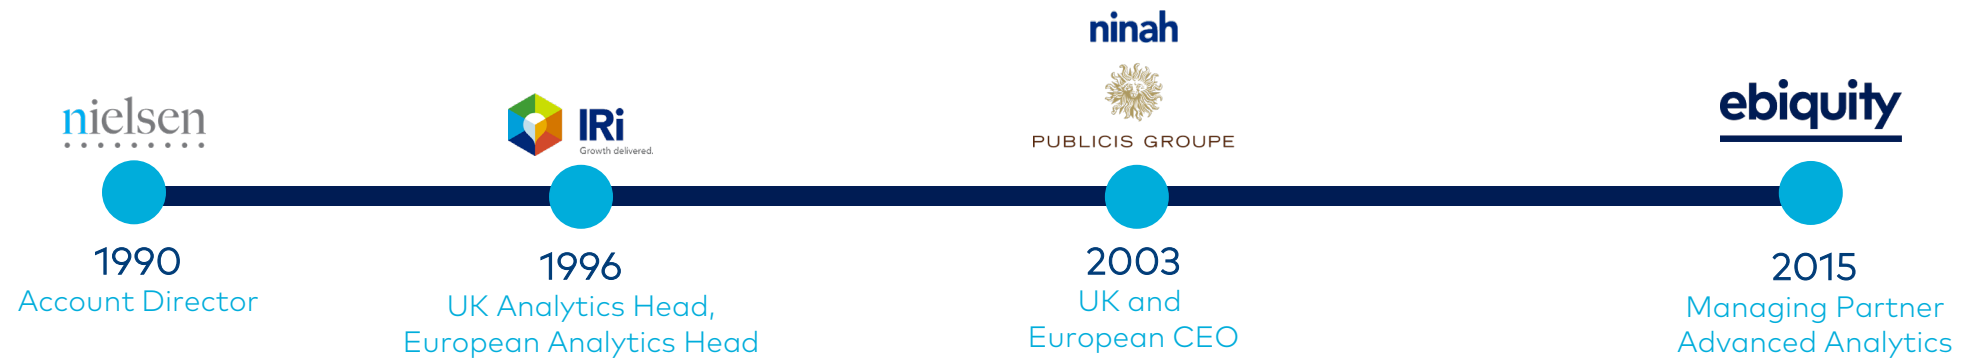 nielsen
1990
Account Director
IRi
Growth delivered.
1996
UK Analytics Head,
European Analytics Head
ninah
PUBLICIS GROUPE
2003
UK and
European CEO
ebiquity
2015
Managing Partner
Advanced Analytics